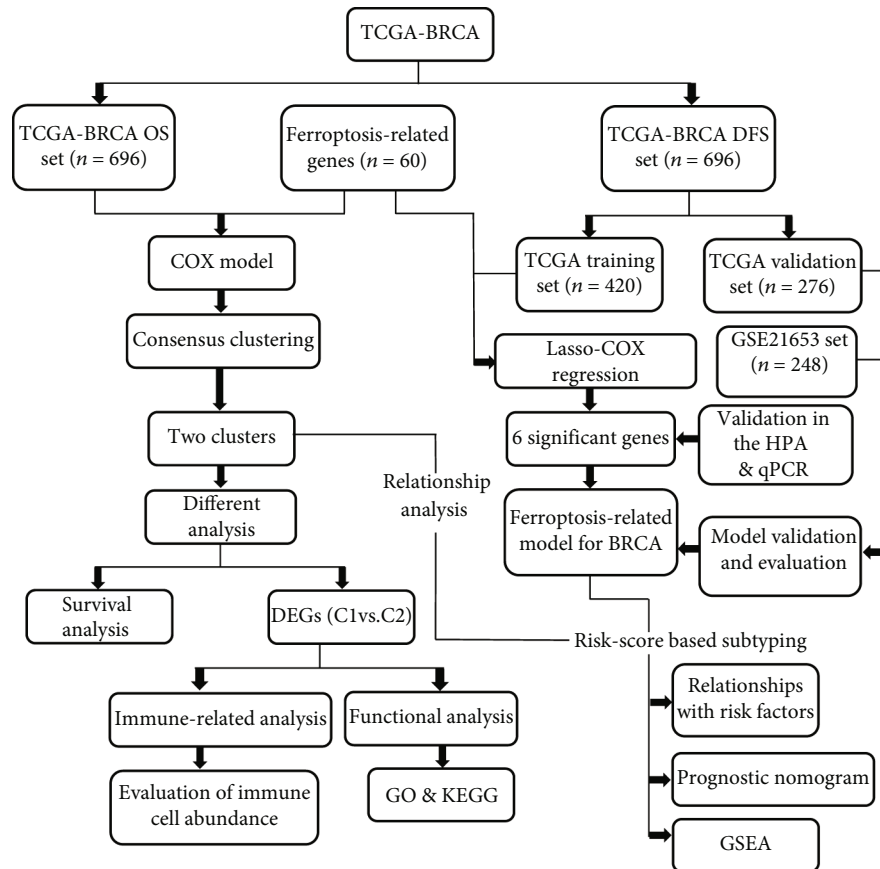 TCGA-BRCA
TCGA-BRCA OS
set (n = 696)
Ferroptosis-related
genes (n = 60)
TCGA-BRCA DFS
set (n = 696)
COX model
TCGA training
set (n = 420)
TCGA validation
set (n = 276)
Consensus clustering
Lasso-COX
regression
GSE21653 set
(n = 248)
Two clusters
6 significant genes
Validation in
the HPA
& qPCR
Relationship
analysis
Different
analysis
Ferroptosis-related
model for BRCA
Model validation
and evaluation
Survival
analysis
DEGs (C1vs.C2)
Risk-score based subtyping
Immune-related analysis
Functional analysis
Relationships
with risk factors
Evaluation of immune
cell abundance
GO & KEGG
Prognostic nomogram
GSEA